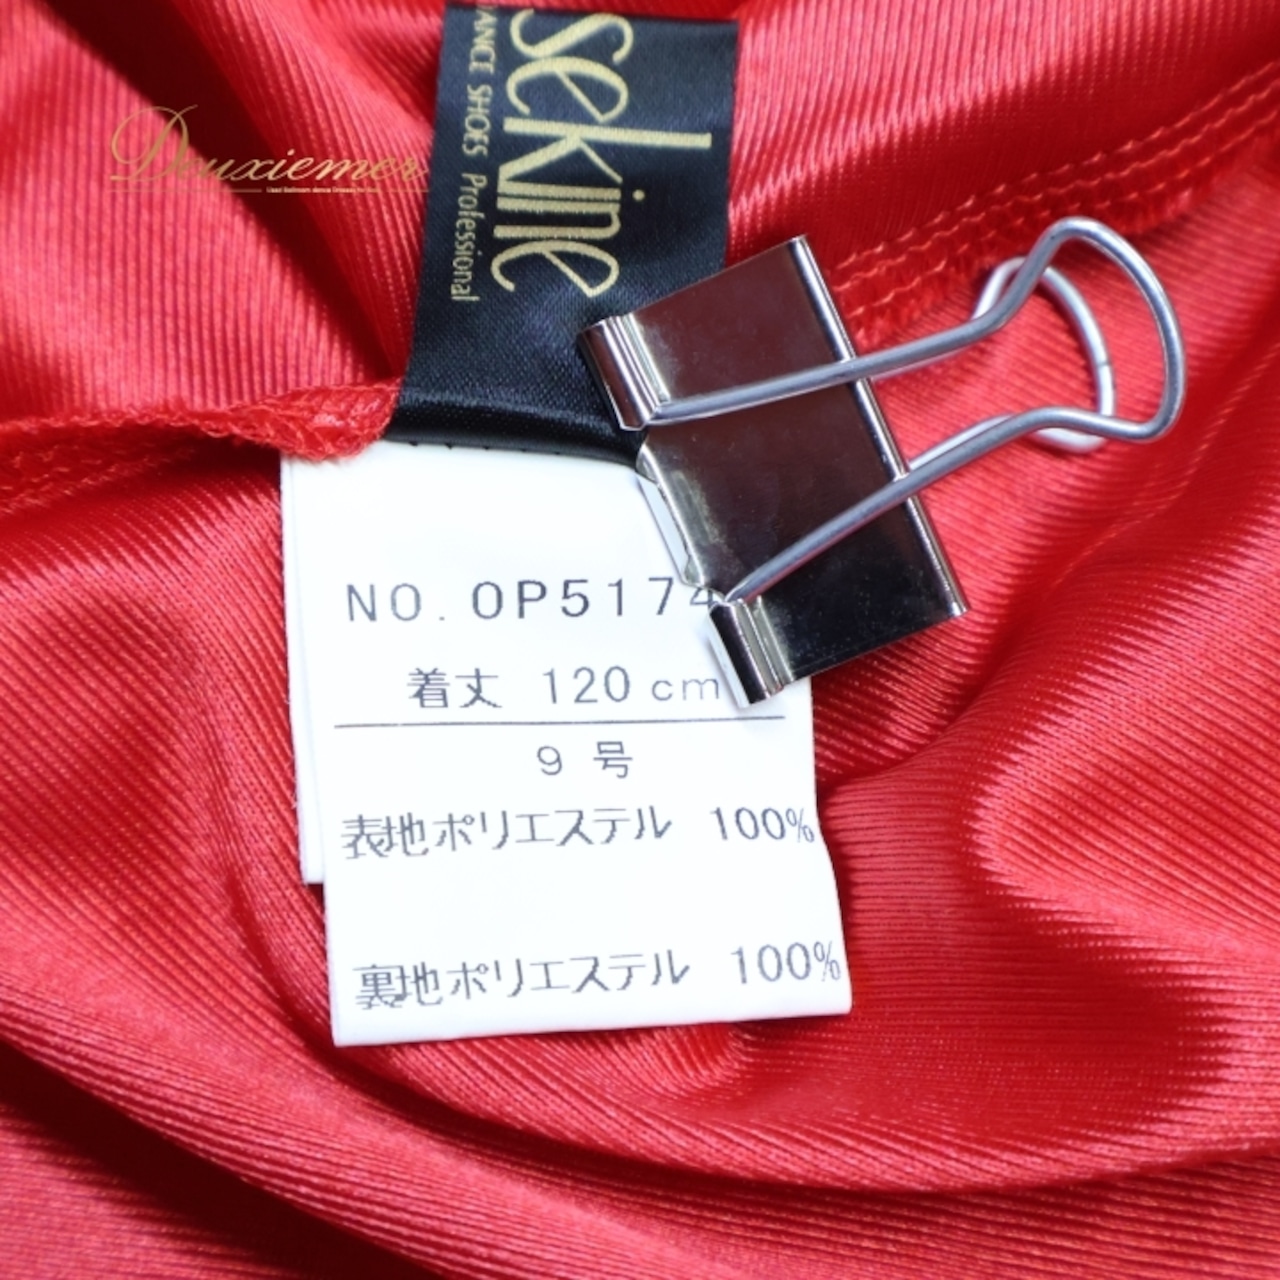 Deuxiemer
sekine
DANCE SHOES Professional
NO. OP5174
着丈 120cm
9号
表地ポリエステル 100%
裏地ポリエステル 100%